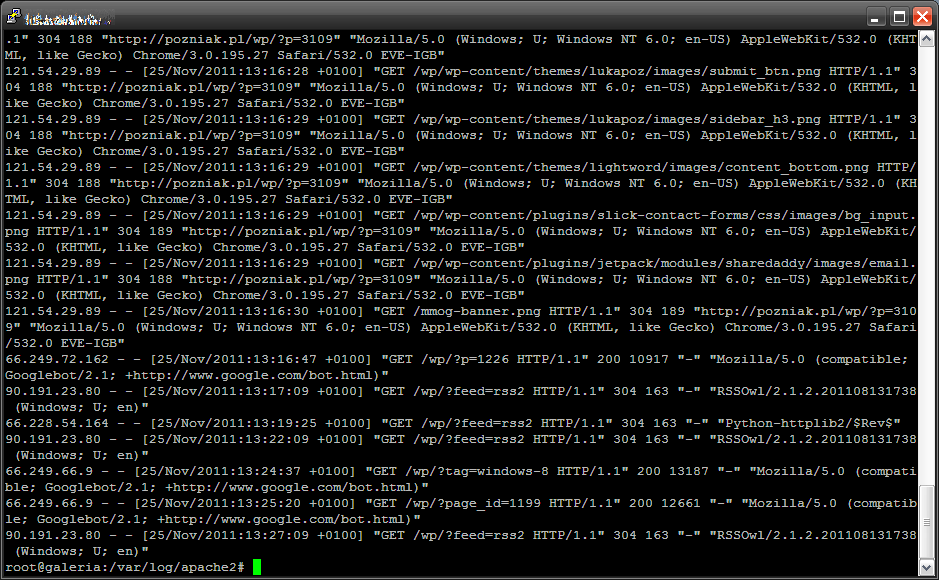 .1" 304 188 "http://pozniak.pl/wp/?p=3109" "Mozilla/5.0 (Windows; U; Windows NT 6.0; en-US) AppleWebKit/532.0 (KHT
ML, like Gecko) Chrome/3.0.195.27 Safari/532.0 EVE-IGB"
121.54.29.89 - - [25/Nov/2011:13:16:28 +0100] "GET /wp/wp-content/themes/lukapoz/images/submit_btn.png HTTP/1.1" 3
04 188 "http://pozniak.pl/wp/?p=3109" "Mozilla/5.0 (Windows; U; Windows NT 6.0; en-US) AppleWebKit/532.0 (KHTML, l
ike Gecko) Chrome/3.0.195.27 Safari/532.0 EVE-IGB"
121.54.29.89 - - [25/Nov/2011:13:16:29 +0100] "GET /wp/wp-content/themes/lukapoz/images/sidebar_h3.png HTTP/1.1" 3
04 188 "http://pozniak.pl/wp/?p=3109" "Mozilla/5.0 (Windows; U; Windows NT 6.0; en-US) AppleWebKit/532.0 (KHTML, l
ike Gecko) Chrome/3.0.195.27 Safari/532.0 EVE-IGB"
121.54.29.89 - - [25/Nov/2011:13:16:29 +0100] "GET /wp/wp-content/themes/lightword/images/content_bottom.png HTTP/
1.1" 304 188 "http://pozniak.pl/wp/?p=3109" "Mozilla/5.0 (Windows; U; Windows NT 6.0; en-US) AppleWebKit/532.0 (KH
TML, like Gecko) Chrome/3.0.195.27 Safari/532.0 EVE-IGB"
121.54.29.89 - - [25/Nov/2011:13:16:29 +0100] "GET /wp/wp-content/plugins/slick-contact-forms/css/images/bg_input.
png HTTP/1.1" 304 189 "http://pozniak.pl/wp/?p=3109" "Mozilla/5.0 (Windows; U; Windows NT 6.0; en-US) AppleWebKit/
532.0 (KHTML, like Gecko) Chrome/3.0.195.27 Safari/532.0 EVE-IGB"
121.54.29.89 - - [25/Nov/2011:13:16:29 +0100] "GET /wp/wp-content/plugins/jetpack/modules/sharedaddy/images/email.
png HTTP/1.1" 304 188 "http://pozniak.pl/wp/?p=3109" "Mozilla/5.0 (Windows; U; Windows NT 6.0; en-US) AppleWebKit/
532.0 (KHTML, like Gecko) Chrome/3.0.195.27 Safari/532.0 EVE-IGB"
121.54.29.89 - - [25/Nov/2011:13:16:30 +0100] "GET /mmog-banner.png HTTP/1.1" 304 189 "http://pozniak.pl/wp/?p=310
9" "Mozilla/5.0 (Windows; U; Windows NT 6.0; en-US) AppleWebKit/532.0 (KHTML, like Gecko) Chrome/3.0.195.27 Safari
/532.0 EVE-IGB"
66.249.72.162 - - [25/Nov/2011:13:16:47 +0100] "GET /wp/?p=1226 HTTP/1.1" 200 10917 "-" "Mozilla/5.0 (compatible;
Googlebot/2.1; +http://www.google.com/bot.html)"
90.191.23.80 - - [25/Nov/2011:13:17:09 +0100] "GET /wp/?feed=rss2 HTTP/1.1" 304 163 "-" "RSSOwl/2.1.2.201108131738
(Windows; U; en)"
66.228.54.164 - - [25/Nov/2011:13:19:25 +0100] "GET /wp/?feed=rss2 HTTP/1.1" 304 163 "-" "Python-httplib2/$Rev$"
90.191.23.80 - - [25/Nov/2011:13:22:09 +0100] "GET /wp/?feed=rss2 HTTP/1.1" 304 163 "-" "RSSOwl/2.1.2.201108131738
(Windows; U; en)"
66.249.66.9 - - [25/Nov/2011:13:24:37 +0100] "GET /wp/?tag=windows-8 HTTP/1.1" 200 13187 "-" "Mozilla/5.0 (compati
ble; Googlebot/2.1; +http://www.google.com/bot.html)"
66.249.66.9 - - [25/Nov/2011:13:25:20 +0100] "GET /wp/?page_id=1199 HTTP/1.1" 200 12661 "-" "Mozilla/5.0 (compatib
le; Googlebot/2.1; +http://www.google.com/bot.html)"
90.191.23.80 - - [25/Nov/2011:13:27:09 +0100] "GET /wp/?feed=rss2 HTTP/1.1" 304 163 "-" "RSSOwl/2.1.2.201108131738
(Windows; U; en)"
root@galeria:/var/log/apache2#